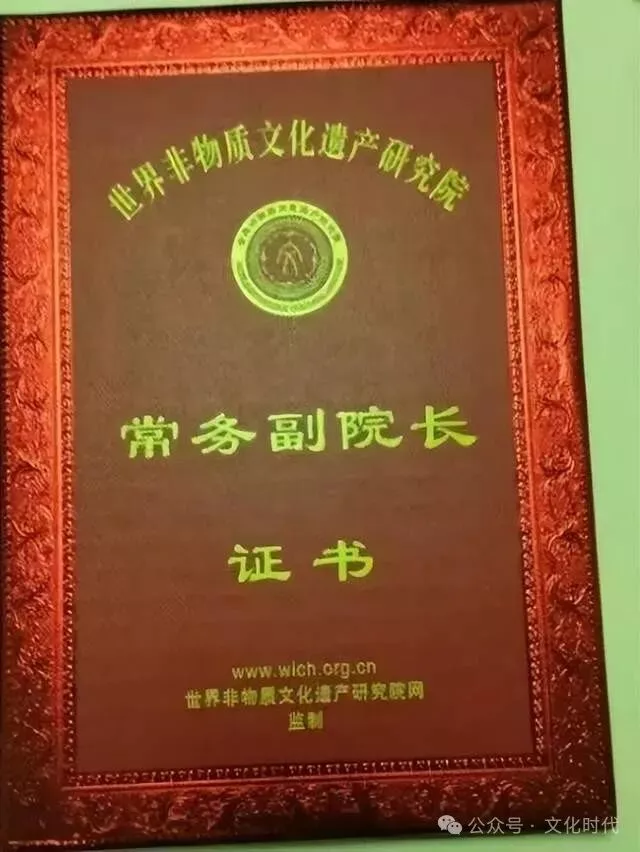 世界非物质文化遗产研究院
常务副院长
证书
www.wich.org.cn
世界非物质文化遗产研究院网
监制
公众号·文化时代